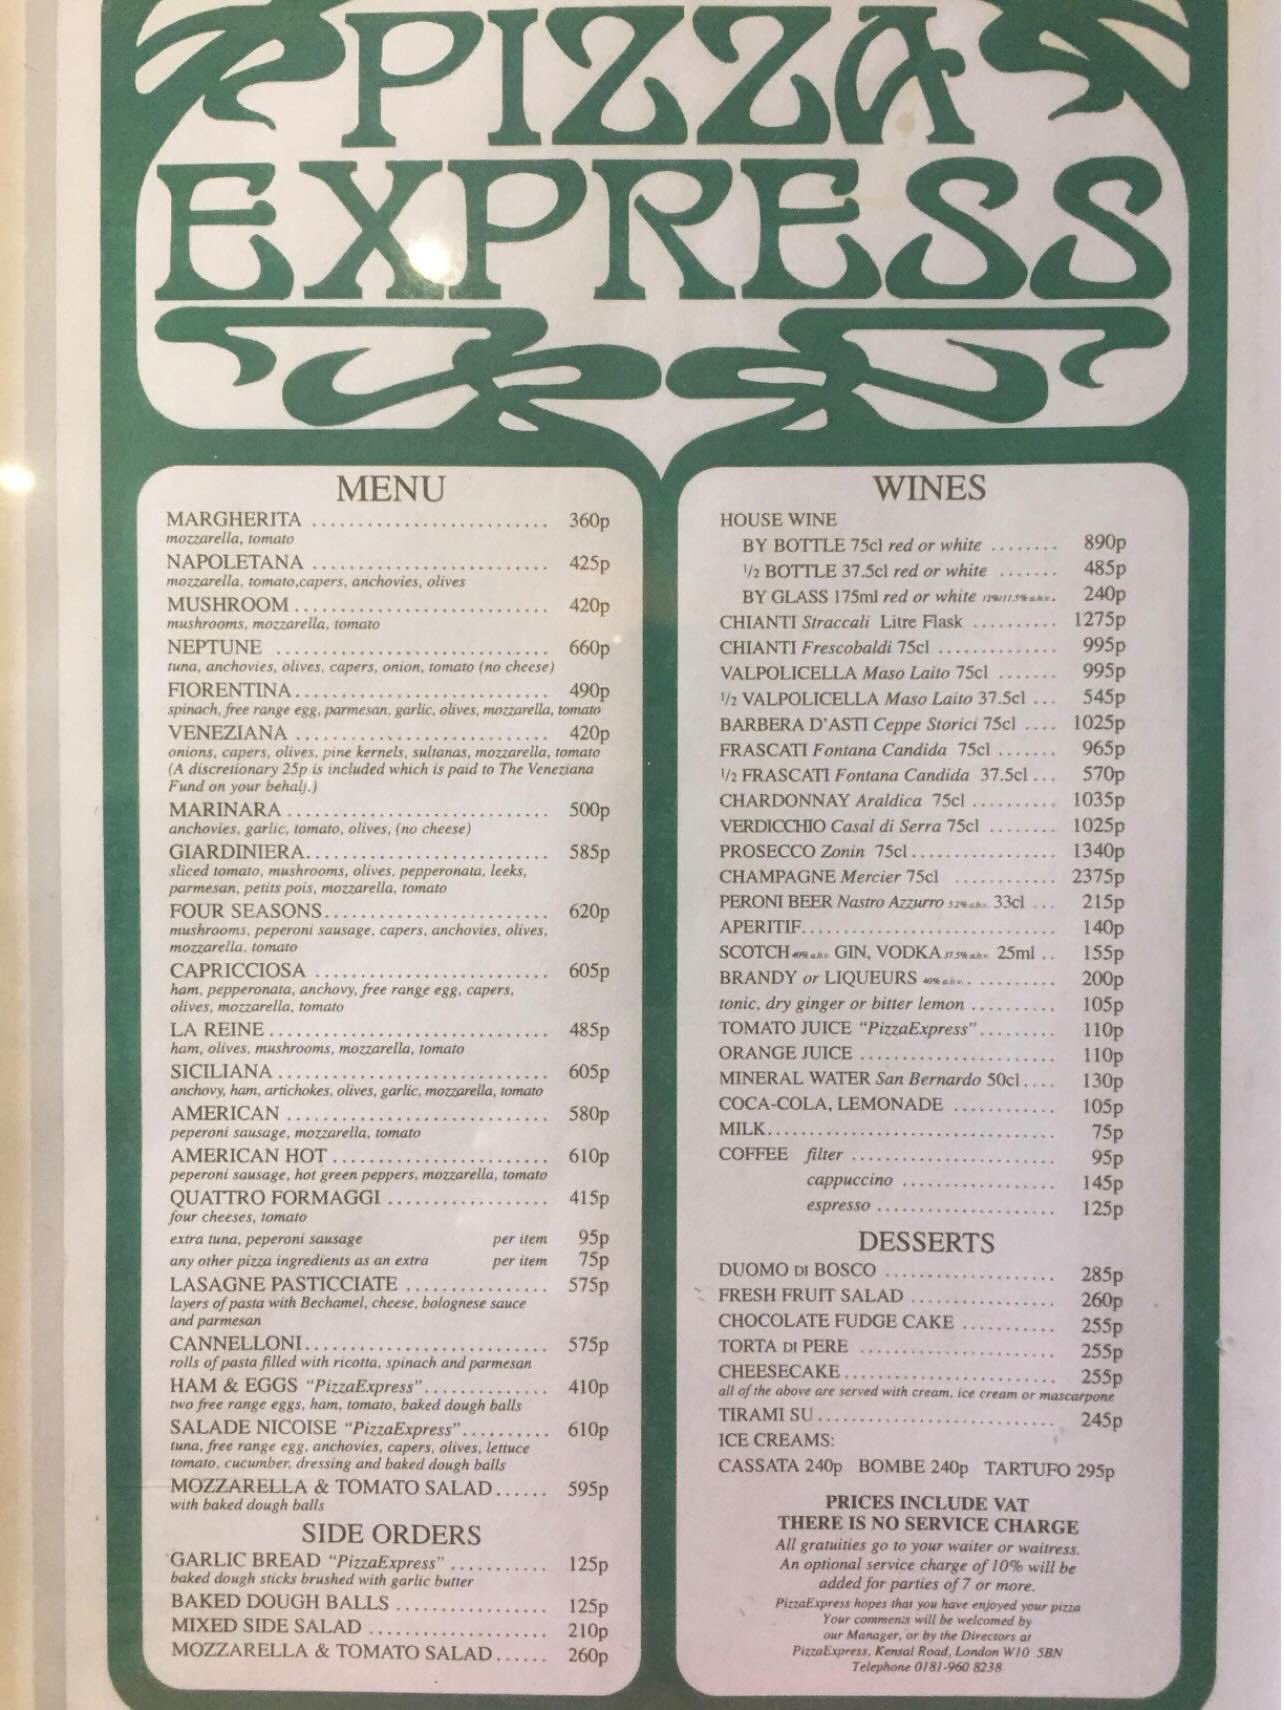 PIZZA
EXPRESS
MENU
MARGHERITA .......................... 360p
mozzarella, tomato
NAPOLETANA .......................... 425p
mozzarella, tomato,capers, anchovies, olives
MUSHROOM .......................... 420p
mushrooms, mozzarella, tomato
NEPTUNE .......................... 660p
tuna, anchovies, olives, capers, onion, tomato (no cheese)
FIORENTINA .......................... 490p
spinach, free range egg, parmesan, garlic, olives, mozzarella, tomato
VENEZIANA .......................... 420p
onions, capers, olives, pine kernels, sultanas, mozzarella, tomato
(A discretionary 25p is included which is paid to The Veneziana
Fund on your behalf.)
MARINARA .......................... 500p
anchovies, garlic, tomato, olives, (no cheese)
GIARDINIERA .......................... 585p
sliced tomato, mushrooms, olives, pepperonata, leeks,
parmesan, petits pois, mozzarella, tomato
FOUR SEASONS .......................... 620p
mushrooms, peperoni sausage, capers, anchovies, olives,
mozzarella, tomato
CAPRICCIOSA .......................... 605p
ham, pepperonata, anchovy, free range egg, capers,
olives, mozzarella, tomato
LA REINE .......................... 485p
ham, olives, mushrooms, mozzarella, tomato
SICILIANA .......................... 605p
anchovy, ham, artichokes, olives, garlic, mozzarella, tomato
AMERICAN .......................... 580p
peperoni sausage, mozzarella, tomato
AMERICAN HOT .......................... 610p
peperoni sausage, hot green peppers, mozzarella, tomato
QUATTRO FORMAGGI .................. 415p
four cheeses, tomato
extra tuna, peperoni sausage per item 95p
any other pizza ingredients as an extra per item 75p
LASAGNE PASTICCIATE ................ 575p
layers of pasta with Bechamel, cheese, bolognese sauce
and parmesan
CANNELLONI .......................... 575p
rolls of pasta filled with ricotta, spinach and parmesan
HAM & EGGS "PizzaExpress" .............. 410p
two free range eggs, ham, tomato, baked dough balls
SALADE NICOISE "PizzaExpress" .......... 610p
tuna, free range egg, anchovies, capers, olives, lettuce
tomato, cucumber, dressing and baked dough balls
MOZZARELLA & TOMATO SALAD ...... 595p
with baked dough balls
SIDE ORDERS
GARLIC BREAD "PizzaExpress" ........... 125p
baked dough sticks brushed with garlic butter
BAKED DOUGH BALLS ................. 125p
MIXED SIDE SALAD .................... 210p
MOZZARELLA & TOMATO SALAD ...... 260p
WINES
HOUSE WINE
BY BOTTLE 75cl red or white ........ 890p
1/2 BOTTLE 37.5cl red or white ....... 485p
BY GLASS 175ml red or white 12%/11.5% a.b.v. 240p
CHIANTI Straccali Litre Flask .......... 1275p
CHIANTI Frescobaldi 75cl .............. 995p
VALPOLICELLA Maso Laito 75cl ....... 995p
1/2 VALPOLICELLA Maso Laito 37.5cl ... 545p
BARBERA D'ASTI Ceppe Storici 75cl .... 1025p
FRASCATI Fontana Candida 75cl ....... 965p
1/2 FRASCATI Fontana Candida 37.5cl ... 570p
CHARDONNAY Araldica 75cl .......... 1035p
VERDICCHIO Casal di Serra 75cl ........ 1025p
PROSECCO Zonin 75cl ................ 1340p
CHAMPAGNE Mercier 75cl ............ 2375p
PERONI BEER Nastro Azzurro 5.2% a.b.v. 33cl ... 215p
APERITIF ............................. 140p
SCOTCH 40% a.b.v. GIN, VODKA 37.5% a.b.v. 25ml .. 155p
BRANDY or LIQUEURS 40% a.b.v. .......... 200p
tonic, dry ginger or bitter lemon .......... 105p
TOMATO JUICE "PizzaExpress" ......... 110p
ORANGE JUICE ...................... 110p
MINERAL WATER San Bernardo 50cl .... 130p
COCA-COLA, LEMONADE ............ 105p
MILK ................................ 75p
COFFEE filter ........................ 95p
cappuccino .................. 145p
espresso ..................... 125p
DESSERTS
DUOMO DI BOSCO .................... 285p
FRESH FRUIT SALAD ................. 260p
CHOCOLATE FUDGE CAKE ........... 255p
TORTA DI PERE ....................... 255p
CHEESECAKE ......................... 255p
all of the above are served with cream, ice cream or mascarpone
TIRAMI SU ............................ 245p
ICE CREAMS:
CASSATA 240p BOMBE 240p TARTUFO 295p
PRICES INCLUDE VAT
THERE IS NO SERVICE CHARGE
All gratuities go to your waiter or waitress.
An optional service charge of 10% will be
added for parties of 7 or more.
PizzaExpress hopes that you have enjoyed your pizza
Your comments will be welcomed by
our Manager, or by the Directors at
PizzaExpress, Kensal Road, London W10 5BN
Telephone 0181-960 8238